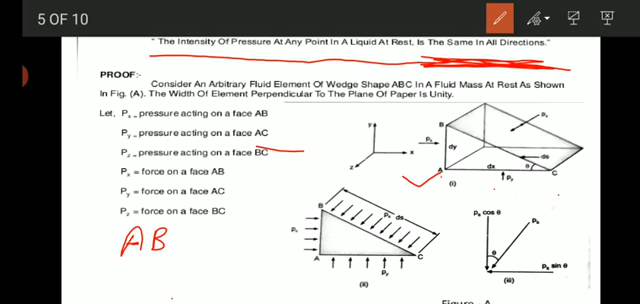 5 OF 10
" The Intensity Of Pressure At Any Point In A Liquid At Rest, Is The Same In All Directions."
PROOF:-
Consider An Arbitrary Fluid Element Of Wedge Shape ABC In A Fluid Mass At Rest As Shown
In Fig. (A). The Width Of Element Perpendicular To The Plane Of Paper Is Unity.
Let, Px – pressure acting on a face AB
Py – pressure acting on a face AC
Pz – pressure acting on a face BC
Px = force on a face AB
Py = force on a face AC
Pz = force on a face BC
AB
y
x
z
B
Px
dy
A
dx
Py
ds
θ
C
(i)
B
ds
A
C
Py
(ii)
cos θ
θ
sin θ
(iii)
Figure - A